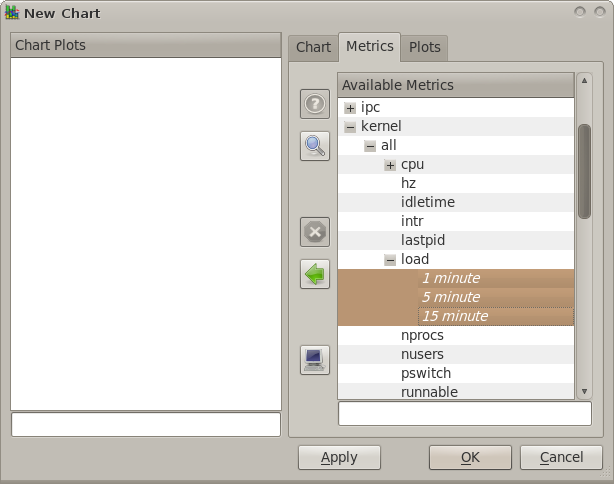 New Chart
Chart Plots
Chart Metrics Plots
Available Metrics
ipc
kernel
all
cpu
hz
idletime
intr
lastpid
load
1 minute
5 minute
15 minute
nprocs
nusers
pswitch
runnable
Apply OK Cancel